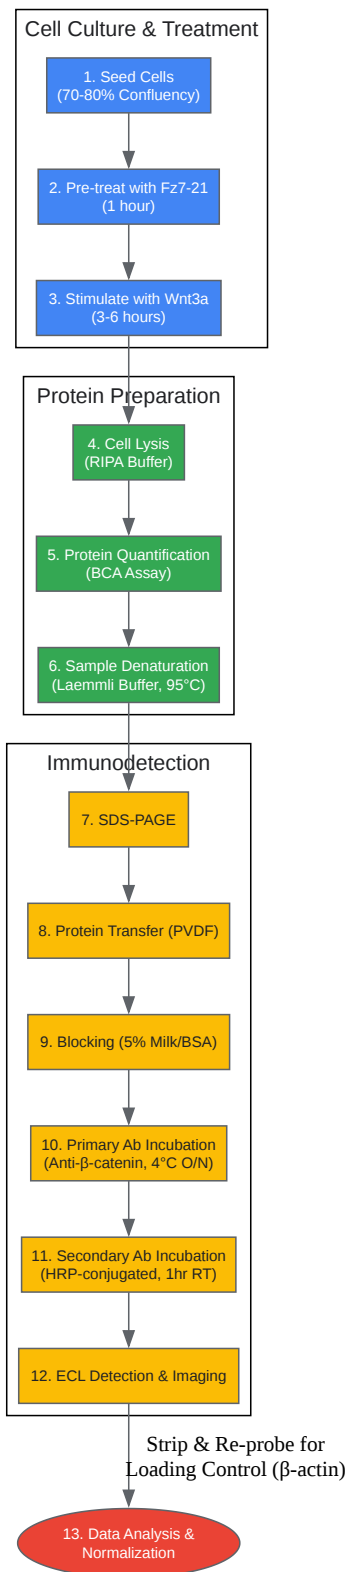 Cell Culture & Treatment
1. Seed Cells
(70-80% Confluency)
2. Pre-treat with Fz7-21
(1 hour)
3. Stimulate with Wnt3a
(3-6 hours)
Protein Preparation
4. Cell Lysis
(RIPA Buffer)
5. Protein Quantification
(BCA Assay)
6. Sample Denaturation
(Laemmli Buffer, 95°C)
Immunodetection
7. SDS-PAGE
8. Protein Transfer (PVDF)
9. Blocking (5% Milk/BSA)
10. Primary Ab Incubation
(Anti-β-catenin, 4°C O/N)
11. Secondary Ab Incubation
(HRP-conjugated, 1hr RT)
12. ECL Detection & Imaging
Strip & Re-probe for
Loading Control (β-actin)
13. Data Analysis &
Normalization